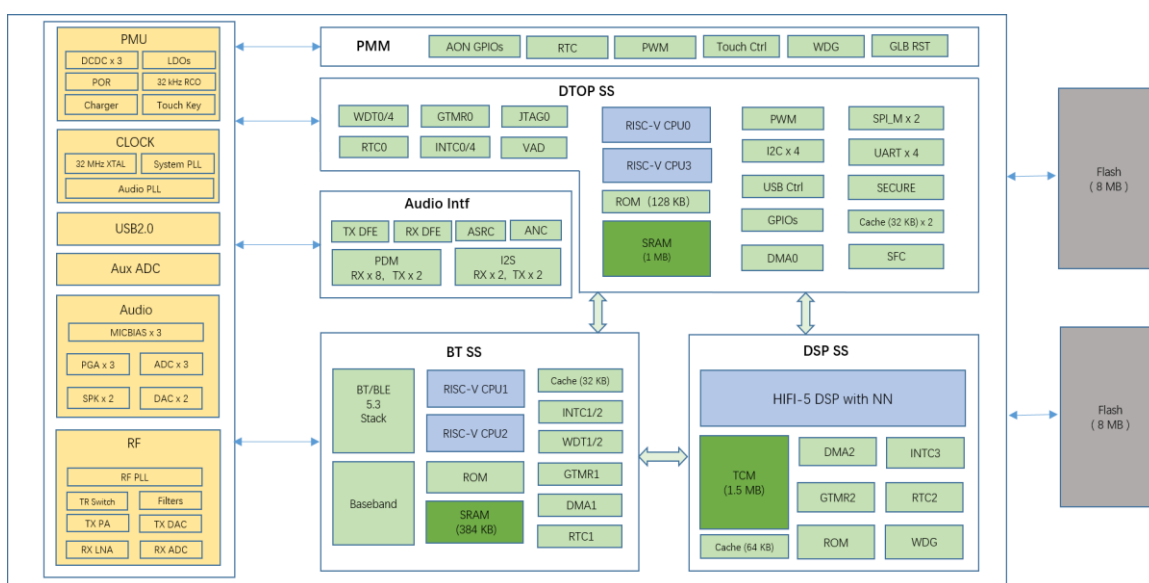 PMU
DCDC x 3
LDOs
POR
32 kHz RCO
Charger
Touch Key
CLOCK
32 MHz XTAL
System PLL
Audio PLL
USB2.0
Aux ADC
Audio
MICBIAS x 3
PGA x 3
ADC x 3
SPK x 2
DAC x 2
RF
RF PLL
TR Switch
Filters
TX PA
TX DAC
RX LNA
RX ADC
PMM
AON GPIOs
RTC
PWM
Touch Ctrl
WDG
GLB RST
DTOP SS
WDT0/4
GTMR0
JTAG0
RTC0
INTC0/4
VAD
RISC-V CPU0
RISC-V CPU3
ROM (128 KB)
SRAM
(1 MB)
PWM
SPI_M x 2
I2C x 4
UART x 4
USB Ctrl
SECURE
GPIOs
Cache (32 KB) x 2
DMA0
SFC
Audio Intf
TX DFE
RX DFE
ASRC
ANC
PDM
RX x 8, TX x 2
I2S
RX x 2, TX x 2
BT SS
BT/BLE
5.3
Stack
Baseband
RISC-V CPU1
RISC-V CPU2
ROM
SRAM
(384 KB)
Cache (32 KB)
INTC1/2
WDT1/2
GTMR1
DMA1
RTC1
DSP SS
HIFI-5 DSP with NN
TCM
(1.5 MB)
Cache (64 KB)
DMA2
INTC3
GTMR2
RTC2
ROM
WDG
Flash
( 8 MB )
Flash
( 8 MB )